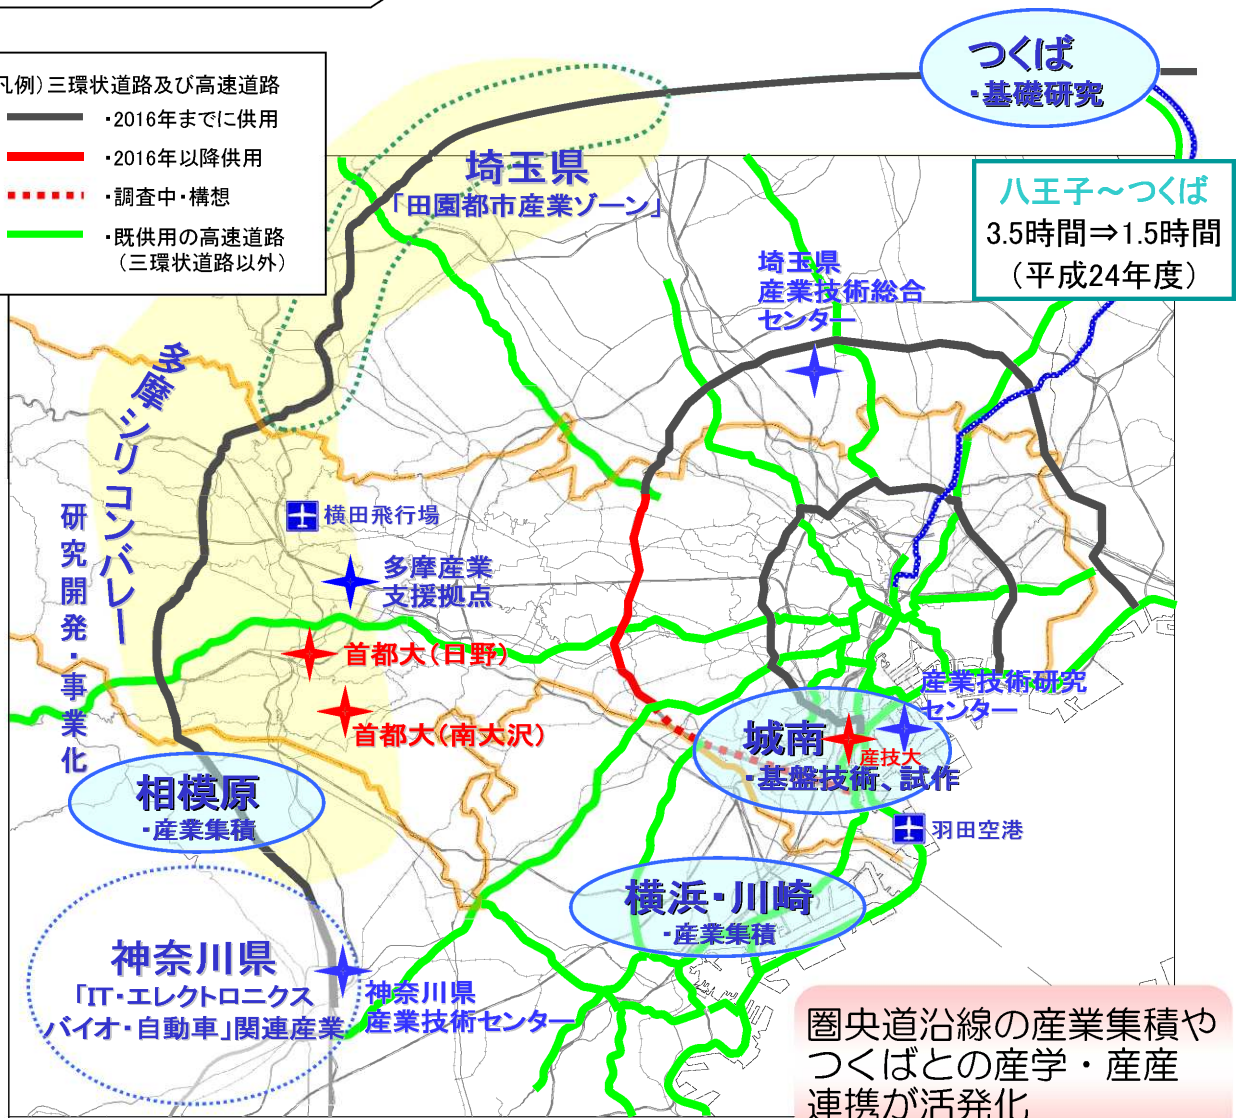 凡例）三環状道路及び高速道路
・2016年までに供用
・2016年以降供用
・調査中・構想
・既供用の高速道路
（三環状道路以外）
つくば
・基礎研究
八王子～つくば
3.5時間⇒1.5時間
（平成24年度）
埼玉県
「田園都市産業ゾーン」
埼玉県
産業技術総合
センター
多摩シリコンバレー
研究開発・事業化
横田飛行場
多摩産業
支援拠点
首都大（日野）
首都大（南大沢）
産業技術研究
センター
城南
産技大
・基盤技術、試作
相模原
・産業集積
羽田空港
横浜・川崎
・産業集積
神奈川県
「IT・エレクトロニクス
バイオ・自動車」関連産業
神奈川県
産業技術センター
圏央道沿線の産業集積や
つくばとの産学・産産
連携が活発化